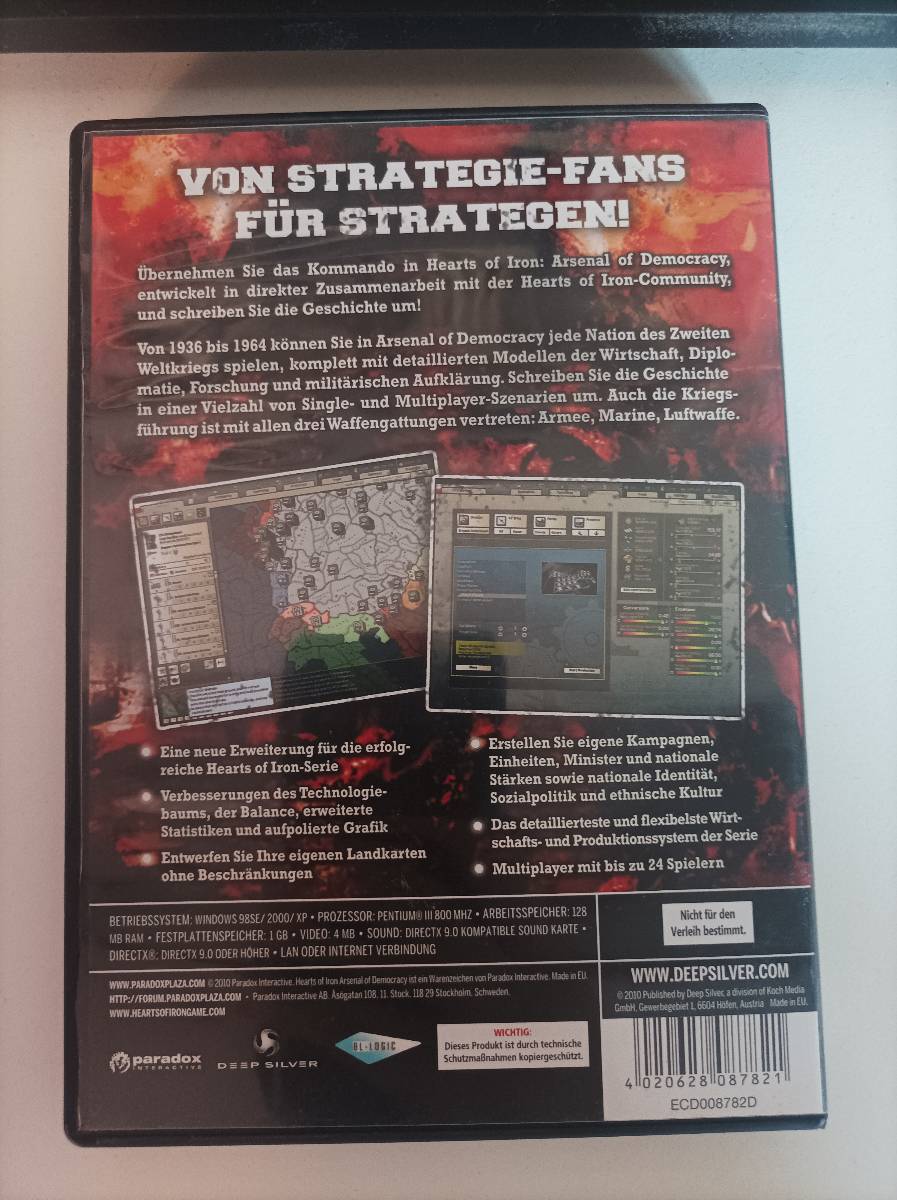 VON STRATEGIE-FANS
FÜR STRATEGEN!
Übernehmen Sie das Kommando in Hearts of Iron: Arsenal of Democracy,
entwickelt in direkter Zusammenarbeit mit der Hearts of Iron-Community,
und schreiben Sie die Geschichte um!
Von 1936 bis 1964 können Sie in Arsenal of Democracy jede Nation des Zweiten
Weltkriegs spielen, komplett mit detaillierten Modellen der Wirtschaft, Diplo-
matie, Forschung und militärischen Aufklärung. Schreiben Sie die Geschichte
in einer Vielzahl von Single- und Multiplayer-Szenarien um. Auch die Kriegs-
führung ist mit allen drei Waffengattungen vertreten: Armee, Marine, Luftwaffe.
Eine neue Erweiterung für die erfolg-
reiche Hearts of Iron-Serie
Verbesserungen des Technologie-
baums, der Balance, erweiterte
Statistiken und aufpolierte Grafik
Entwerfen Sie Ihre eigenen Landkarten
ohne Beschränkungen
Erstellen Sie eigene Kampagnen,
Einheiten, Minister und nationale
Stärken sowie nationale Identität,
Sozialpolitik und ethnische Kultur
Das detaillierteste und flexibelste Wirt-
schafts- und Produktionssystem der Serie
Multiplayer mit bis zu 24 Spielern
BETRIEBSSYSTEM: WINDOWS 98SE/ 2000/ XP • PROZESSOR: PENTIUM® III 800 MHZ • ARBEITSSPEICHER: 128
MB RAM • FESTPLATTENSPEICHER: 1 GB • VIDEO: 4 MB • SOUND: DIRECTX 9.0 KOMPATIBLE SOUND KARTE •
DIRECTX®: DIRECTX 9.0 ODER HÖHER • LAN ODER INTERNET VERBINDUNG
Nicht für den
Verleih bestimmt.
WWW.PARADOXPLAZA.COM © 2010 Paradox Interactive. Hearts of Iron Arsenal of Democracy ist ein Warenzeichen von Paradox Interactive. Made in EU.
HTTP://FORUM.PARADOXPLAZA.COM • Paradox Interactive AB. Åsögatan 108, 11. Stock. 118 29 Stockholm, Schweden.
WWW.HEARTSOFIRONGAME.COM
WWW.DEEPSILVER.COM
© 2010 Published by Deep Silver, a division of Koch Media
GmbH, Gewerbegebiet 1, 6604 Höfen, Austria Made in EU.
paradox
INTERACTIVE
DEEP SILVER
BL-LOGIC
WICHTIG:
Dieses Produkt ist durch technische
Schutzmaßnahmen kopiergeschützt.
4 020628 087821
ECD008782D